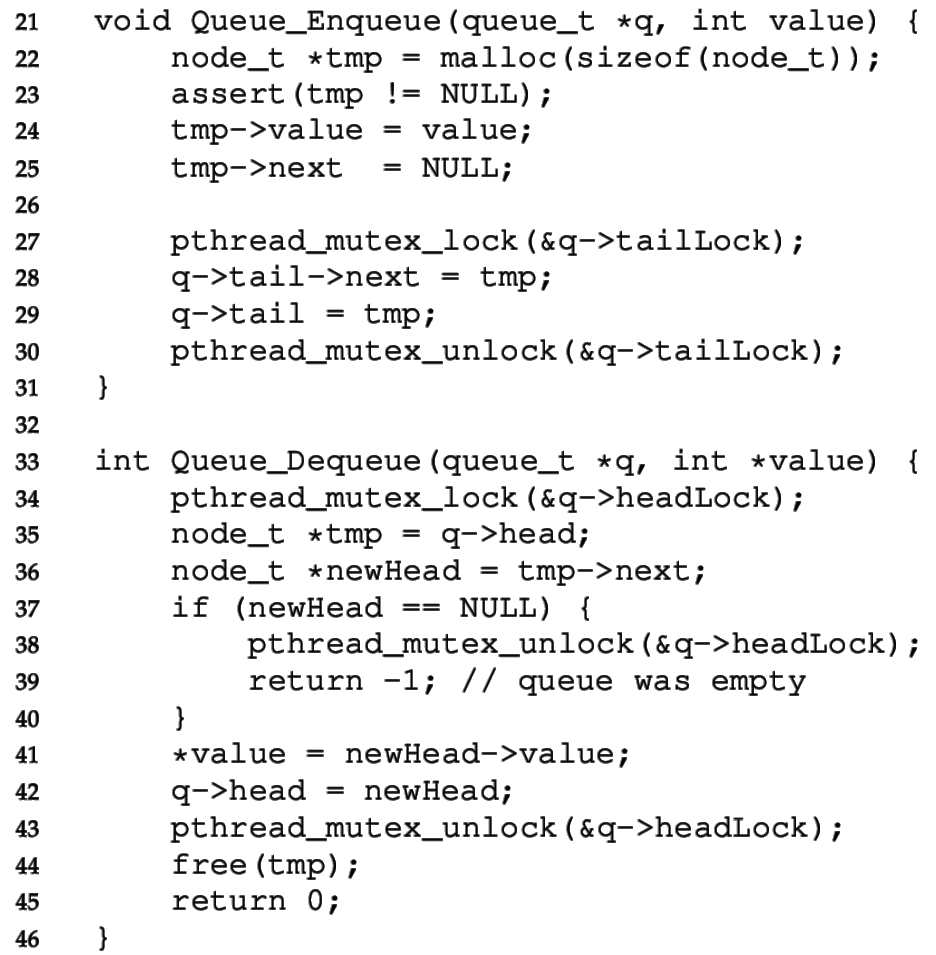 21 void Queue_Enqueue(queue_t *q, int value) {
22     node_t *tmp = malloc(sizeof(node_t));
23     assert(tmp != NULL);
24     tmp->value = value;
25     tmp->next  = NULL;
26
27     pthread_mutex_lock(&q->tailLock);
28     q->tail->next = tmp;
29     q->tail = tmp;
30     pthread_mutex_unlock(&q->tailLock);
31 }
32
33 int Queue_Dequeue(queue_t *q, int *value) {
34     pthread_mutex_lock(&q->headLock);
35     node_t *tmp = q->head;
36     node_t *newHead = tmp->next;
37     if (newHead == NULL) {
38         pthread_mutex_unlock(&q->headLock);
39         return -1; // queue was empty
40     }
41     *value = newHead->value;
42     q->head = newHead;
43     pthread_mutex_unlock(&q->headLock);
44     free(tmp);
45     return 0;
46 }